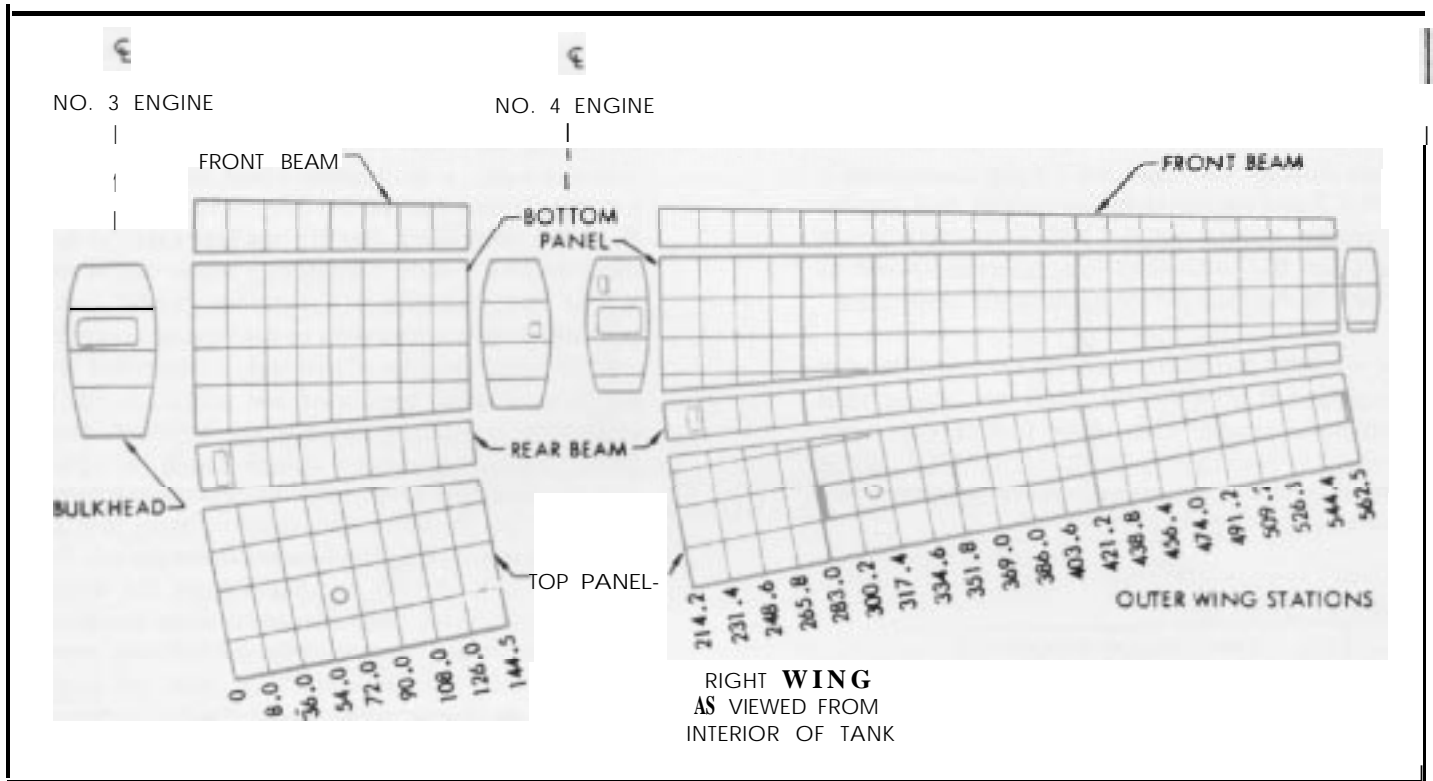 ℄ ℄
NO. 3 ENGINE
NO. 4 ENGINE
FRONT BEAM
FRONT BEAM
BOTTOM
PANEL
REAR BEAM
BULKHEAD
TOP PANEL-
0
8.0
36.0
54.0
72.0
90.0
108.0
126.0
144.5
214.2
231.4
248.6
265.8
283.0
300.2
317.4
334.6
351.8
369.0
386.0
403.6
421.2
438.8
456.4
474.0
491.2
526.1
544.4
562.5
OUTER WING STATIONS
RIGHT WING
AS VIEWED FROM
INTERIOR OF TANK